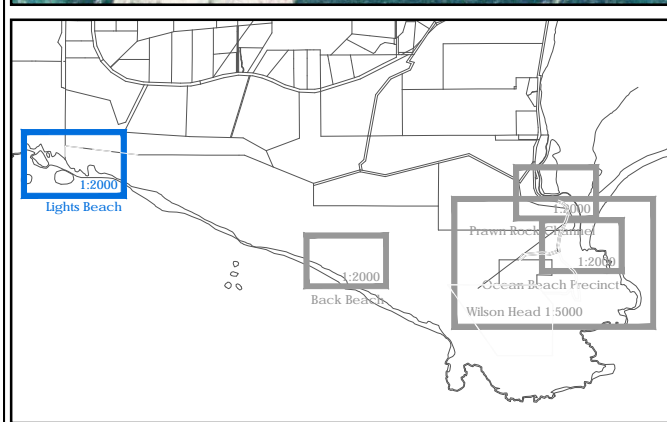 1:2000
Lights Beach
1:2000
Back Beach
1:2000
Prawn Rock Channel
1:2000
Ocean Beach Precinct
Wilson Head 1:5000